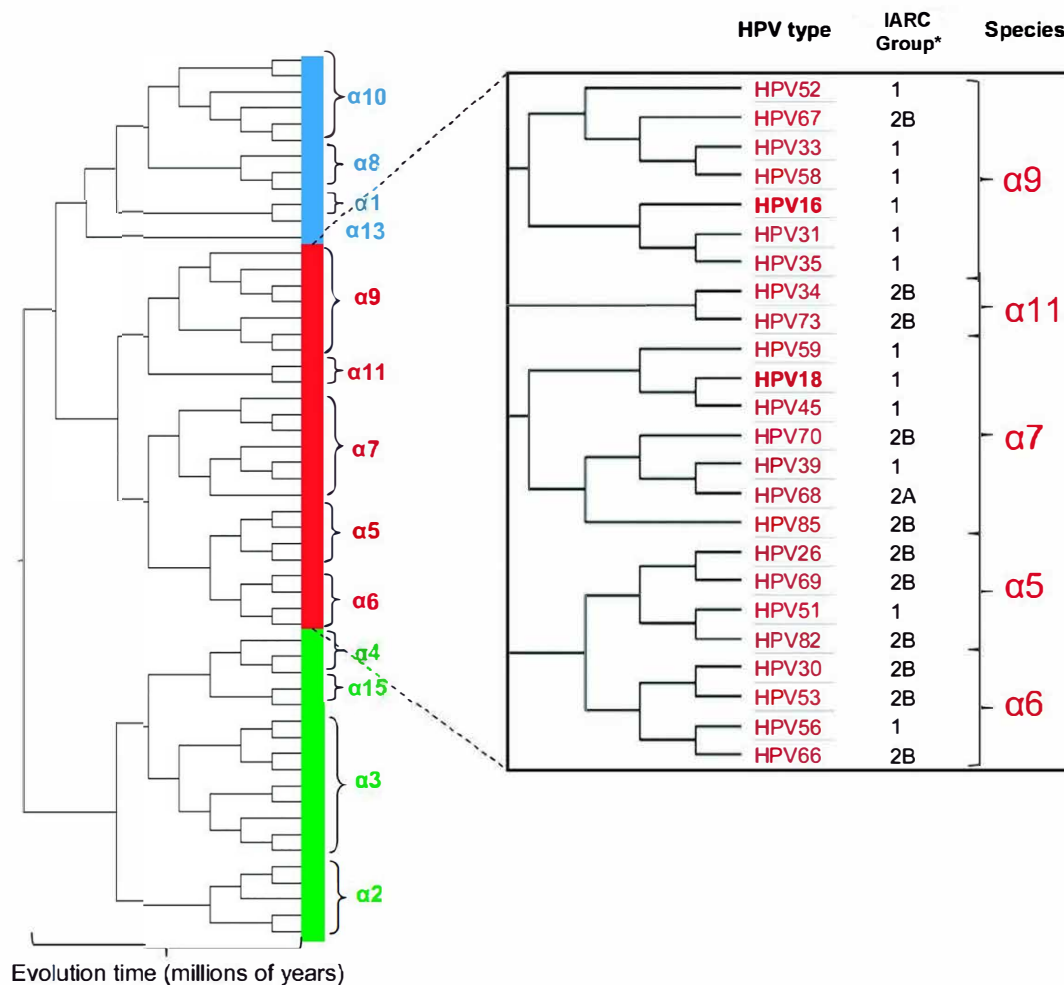 HPV type IARC Group* Species
α10
α8
α1
α13
α9
α11
α7
α5
α6
α4
α15
α3
α2
Evolution time (millions of years)
HPV52 1
HPV67 2B
HPV33 1
HPV58 1
HPV16 1
HPV31 1
HPV35 1
α9
HPV34 2B
HPV73 2B
α11
HPV59 1
HPV18 1
HPV45 1
HPV70 2B
HPV39 1
HPV68 2A
HPV85 2B
α7
HPV26 2B
HPV69 2B
HPV51 1
HPV82 2B
α5
HPV30 2B
HPV53 2B
HPV56 1
HPV66 2B
α6